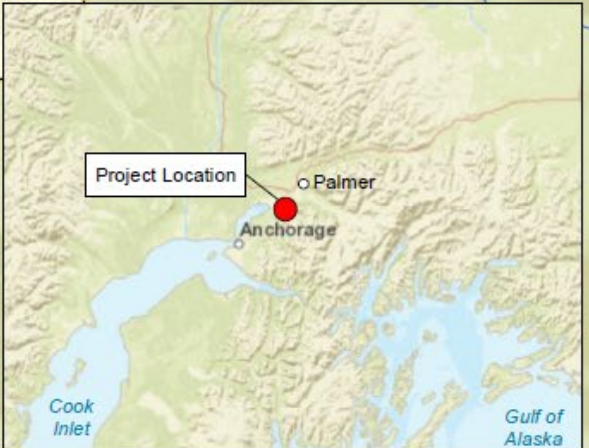 Project Location
Palmer
Anchorage
Cook
Inlet
Gulf of
Alaska